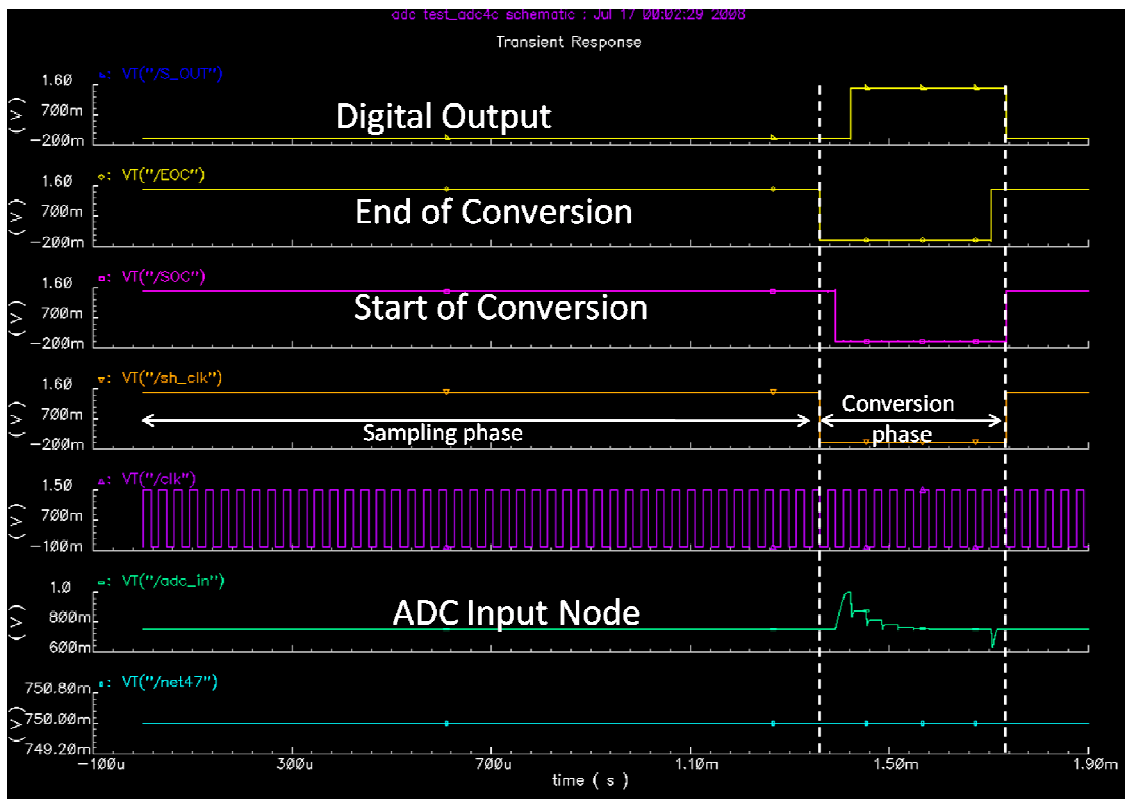 adc test_adc4c schematic : Jul 17 00:02:29 2008
Transient Response
VT("/S_OUT")
1.60
700m
-200m
(V)
Digital Output
VT("/EOC")
1.60
700m
-200m
(V)
End of Conversion
VT("/SOC")
1.60
700m
-200m
(V)
Start of Conversion
VT("/sh_clk")
1.60
700m
-200m
(V)
Sampling phase
Conversion
phase
VT("/clk")
1.50
700m
-100m
(V)
VT("/adc_in")
1.0
800m
600m
(V)
ADC Input Node
VT("/net47")
750.80m
750.00m
749.20m
(V)
-100u 300u 700u 1.10m 1.50m 1.90m
time ( s )